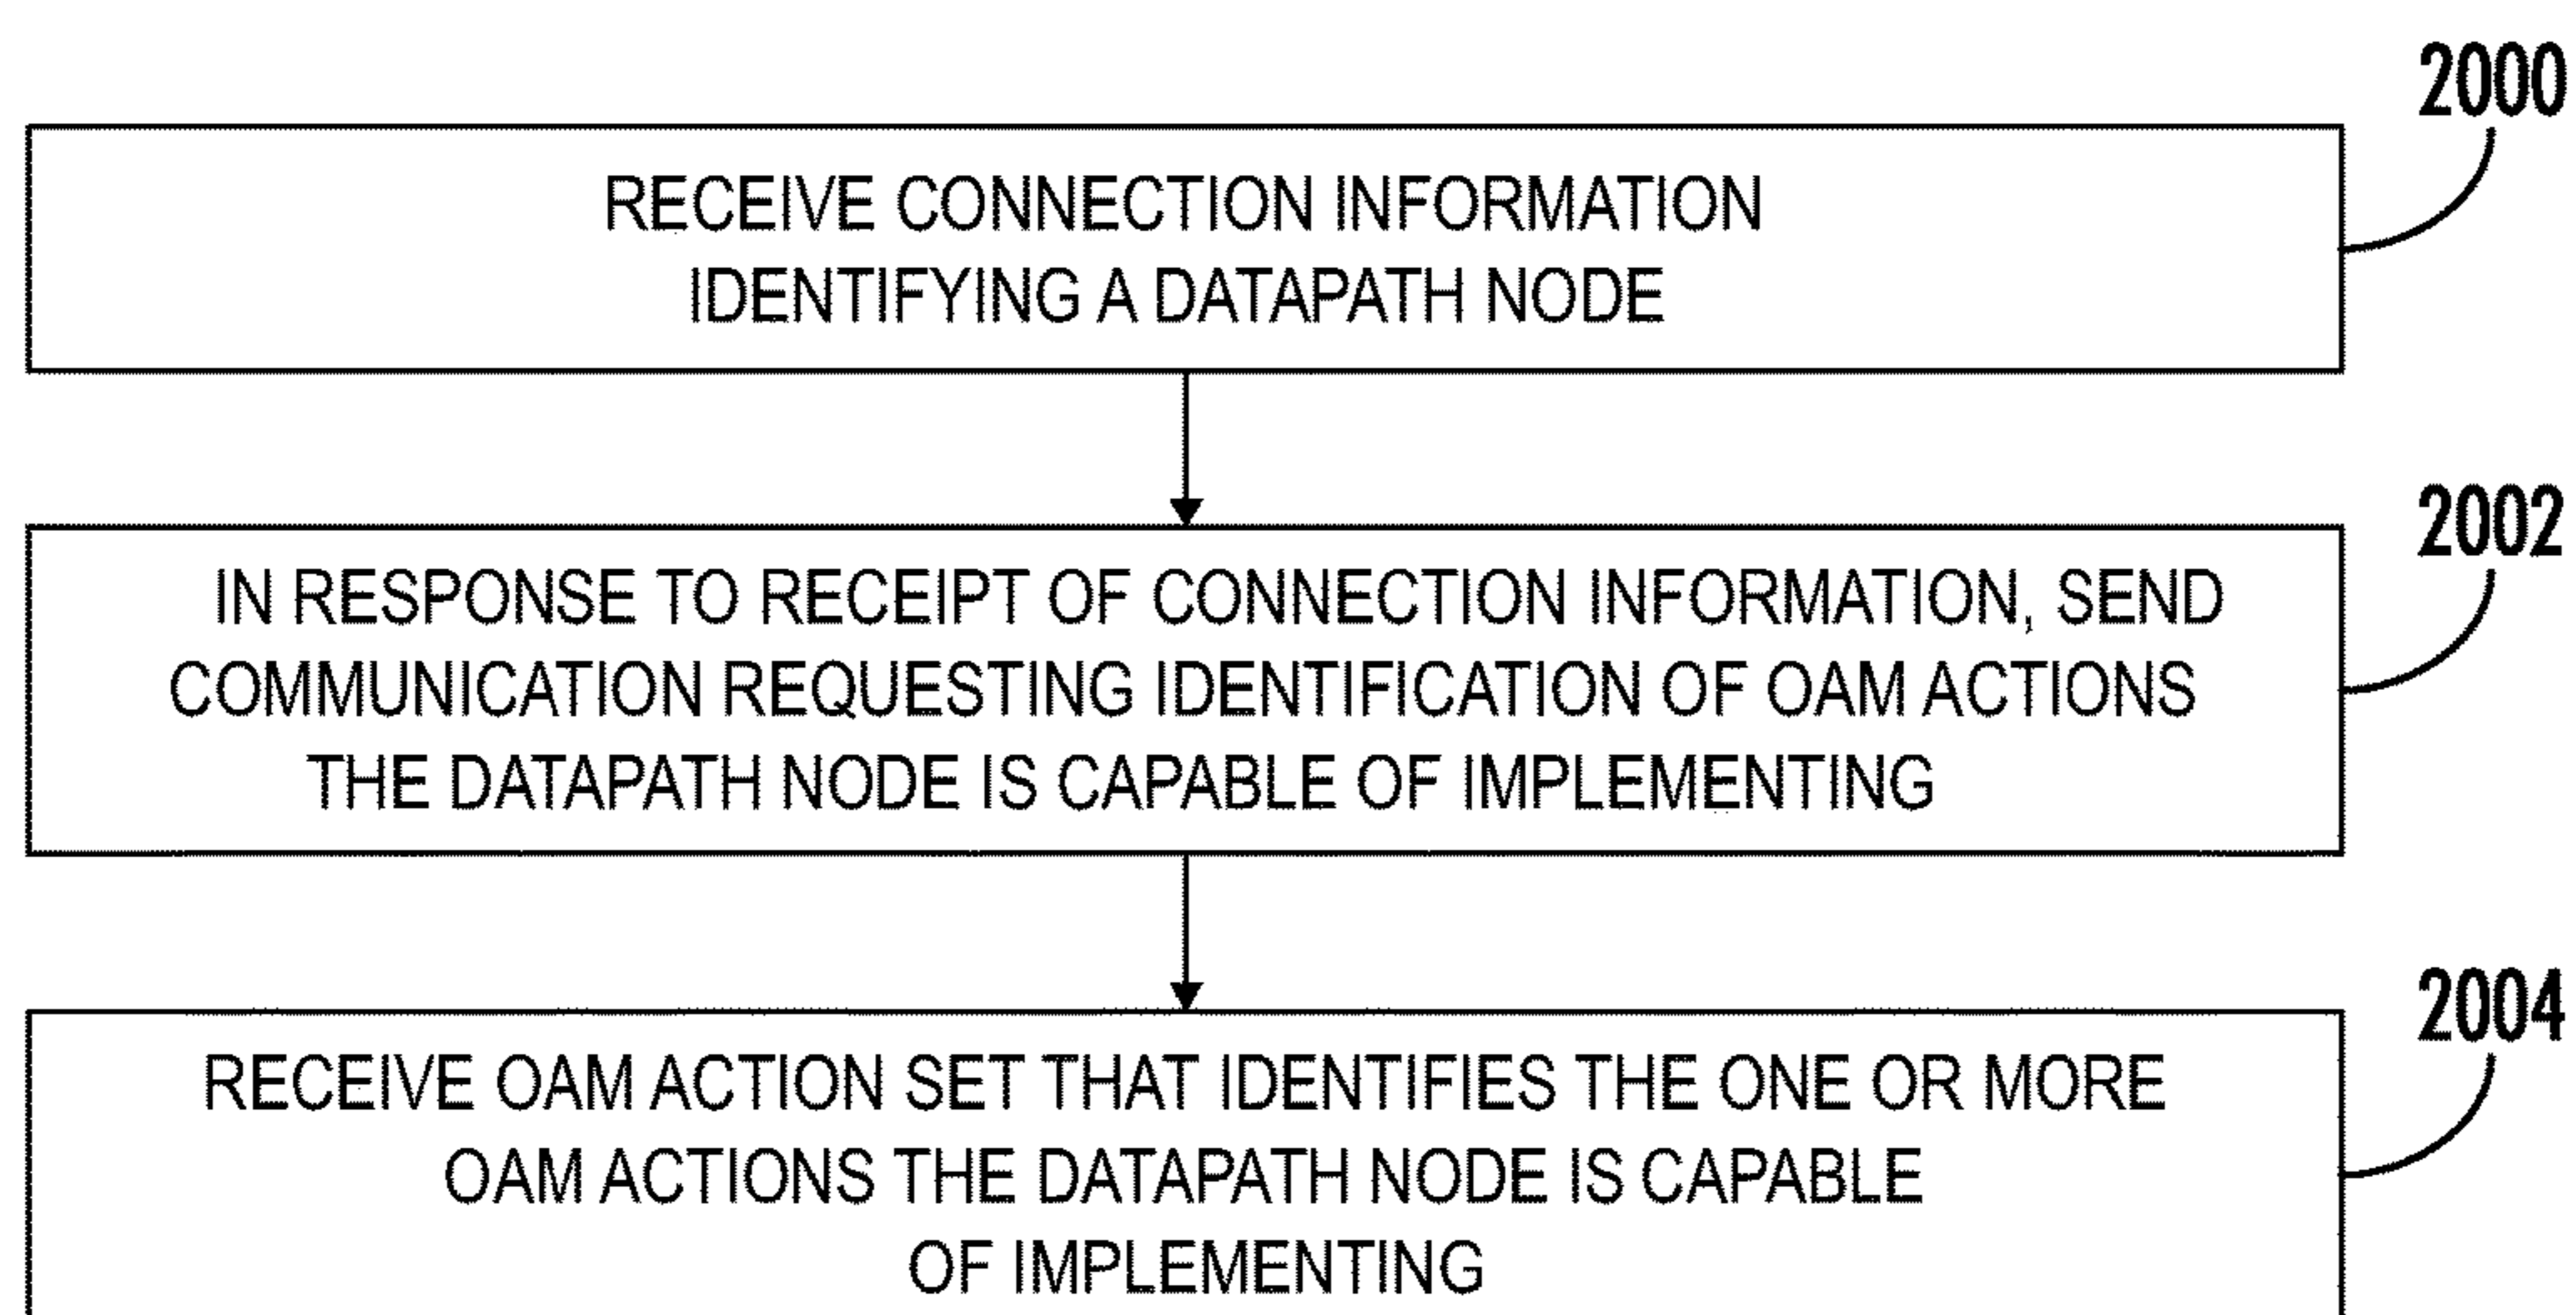 2000
RECEIVE CONNECTION INFORMATION
IDENTIFYING A DATAPATH NODE
2002
IN RESPONSE TO RECEIPT OF CONNECTION INFORMATION, SEND
COMMUNICATION REQUESTING IDENTIFICATION OF OAM ACTIONS
THE DATAPATH NODE IS CAPABLE OF IMPLEMENTING
2004
RECEIVE OAM ACTION SET THAT IDENTIFIES THE ONE OR MORE
OAM ACTIONS THE DATAPATH NODE IS CAPABLE
OF IMPLEMENTING